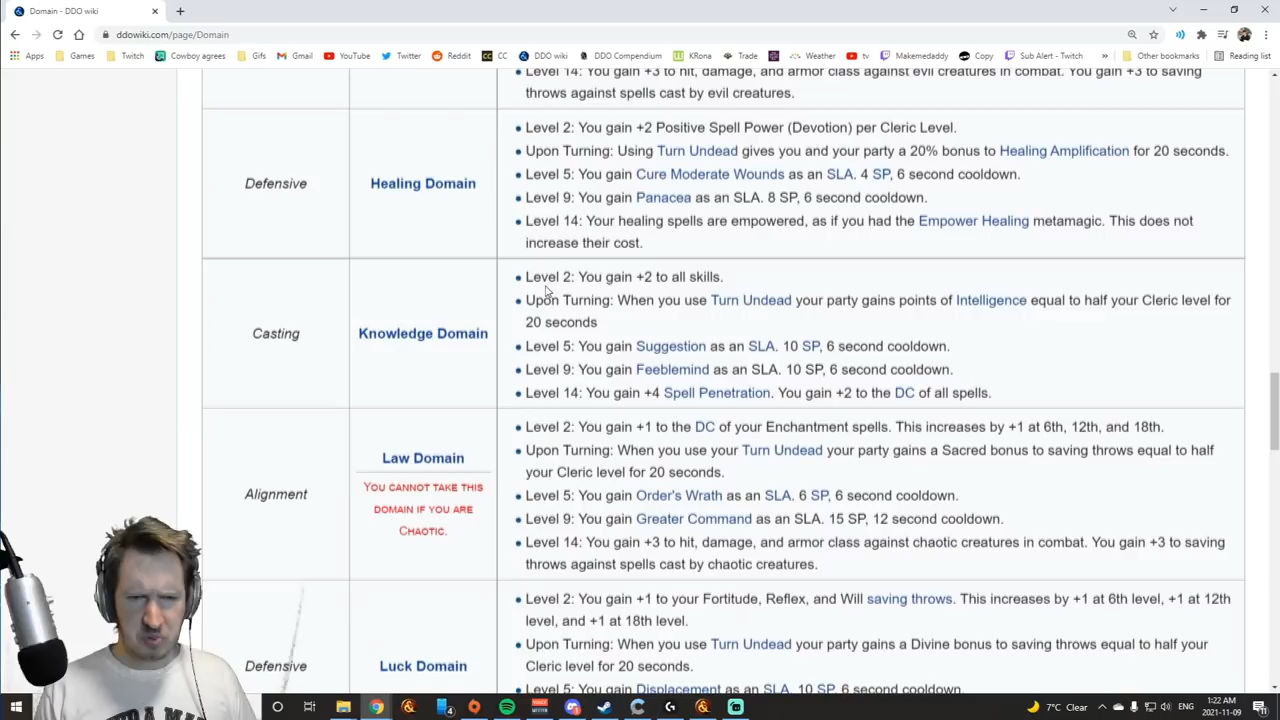 Domain - DDO wiki
ddowiki.com/page/Domain
Apps Games Twitch Cowboy agrees Gifs Gmail YouTube Twitter Reddit CC DDO wiki DDO Compendium KRona Trade Weather tv Makemedaddy Copy Sub Alert - Twitch » Other bookmarks Reading list
Level 14: You gain +3 to hit, damage, and armor class against evil creatures in combat. You gain +3 to saving
throws against spells cast by evil creatures.
Defensive
Healing Domain
Level 2: You gain +2 Positive Spell Power (Devotion) per Cleric Level.
Upon Turning: Using Turn Undead gives you and your party a 20% bonus to Healing Amplification for 20 seconds.
Level 5: You gain Cure Moderate Wounds as an SLA. 4 SP, 6 second cooldown.
Level 9: You gain Panacea as an SLA. 8 SP, 6 second cooldown.
Level 14: Your healing spells are empowered, as if you had the Empower Healing metamagic. This does not
increase their cost.
Casting
Knowledge Domain
Level 2: You gain +2 to all skills.
Upon Turning: When you use Turn Undead your party gains points of Intelligence equal to half your Cleric level for
20 seconds
Level 5: You gain Suggestion as an SLA. 10 SP, 6 second cooldown.
Level 9: You gain Feeblemind as an SLA. 10 SP, 6 second cooldown.
Level 14: You gain +4 Spell Penetration. You gain +2 to the DC of all spells.
Alignment
Law Domain
You cannot take this
domain if you are
Chaotic.
Level 2: You gain +1 to the DC of your Enchantment spells. This increases by +1 at 6th, 12th, and 18th.
Upon Turning: When you use your Turn Undead your party gains a Sacred bonus to saving throws equal to half
your Cleric level for 20 seconds.
Level 5: You gain Order's Wrath as an SLA. 6 SP, 6 second cooldown.
Level 9: You gain Greater Command as an SLA. 15 SP, 12 second cooldown.
Level 14: You gain +3 to hit, damage, and armor class against chaotic creatures in combat. You gain +3 to saving
throws against spells cast by chaotic creatures.
Defensive
Luck Domain
Level 2: You gain +1 to your Fortitude, Reflex, and Will saving throws. This increases by +1 at 6th level, +1 at 12th
level, and +1 at 18th level.
Upon Turning: When you use Turn Undead your party gains a Divine bonus to saving throws equal to half your
Cleric level for 20 seconds.
Level 5: You gain Displacement as an SLA. 10 SP, 6 second cooldown.
7°C Clear ENG 1:22 AM
2021-11-09